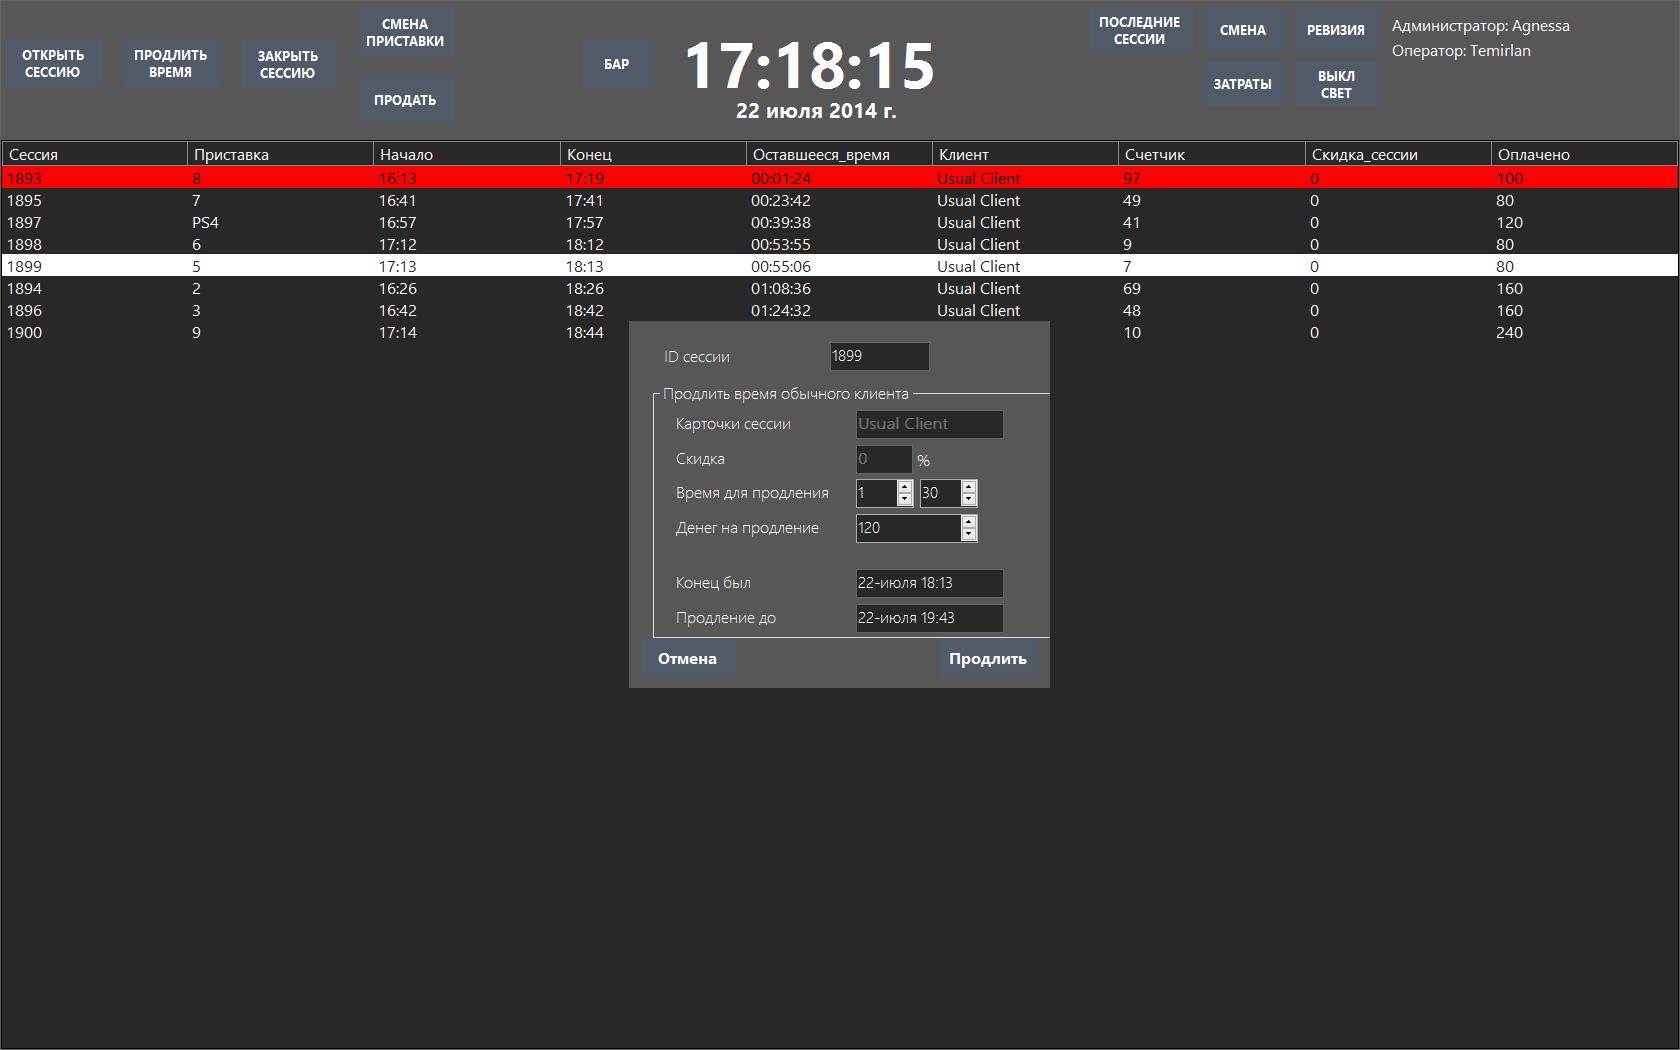 ОТКРЫТЬ
СЕССИЮ
ПРОДЛИТЬ
ВРЕМЯ
ЗАКРЫТЬ
СЕССИЮ
СМЕНА
ПРИСТАВКИ
ПРОДАТЬ
БАР
17:18:15
22 июля 2014 г.
ПОСЛЕДНИЕ
СЕССИИ
СМЕНА
РЕВИЗИЯ
ЗАТРАТЫ
ВЫКЛ
СВЕТ
Администратор: Agnessa
Оператор: Temirlan
Сессия Приставка Начало Конец Оставшееся_время Клиент Счетчик Скидка_сессии Оплачено
1893 8 16:13 17:19 00:01:24 Usual Client 97 0 100
1895 7 16:41 17:41 00:23:42 Usual Client 49 0 80
1897 PS4 16:57 17:57 00:39:38 Usual Client 41 0 120
1898 6 17:12 18:12 00:53:55 Usual Client 9 0 80
1899 5 17:13 18:13 00:55:06 Usual Client 7 0 80
1894 2 16:26 18:26 01:08:36 Usual Client 69 0 160
1896 3 16:42 18:42 01:24:32 Usual Client 48 0 160
1900 9 17:14 18:44 10 0 240
ID сессии 1899
Продлить время обычного клиента
Карточки сессии Usual Client
Скидка 0 %
Время для продления 1 30
Денег на продление 120
Конец был 22-июля 18:13
Продление до 22-июля 19:43
Отмена Продлить